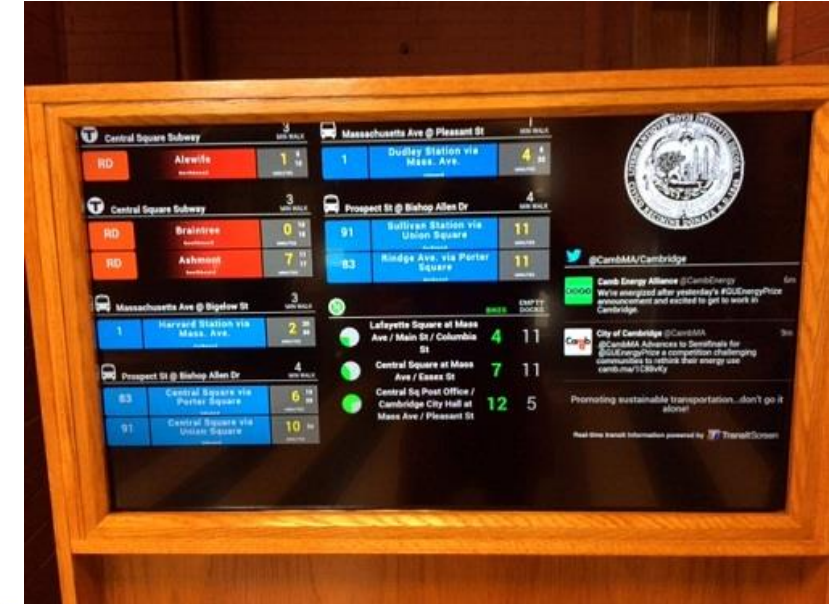 T Central Square Subway
3
MIN WALK
RD
Alewife
1
MINUTES
T Central Square Subway
3
MIN WALK
RD
Braintree
0
MINUTES
RD
Ashmont
7
Massachusetts Ave @ Bigelow St
3
MIN WALK
1
Harvard Station via
Mass. Ave.
2
Prospect St @ Bishop Allen Dr
4
MIN WALK
83
Central Square via
Porter Square
6
91
Central Square via
Union Square
10
Massachusetts Ave @ Pleasant St
1
MIN WALK
1
Dudley Station via
Mass. Ave.
4
MINUTES
Prospect St @ Bishop Allen Dr
4
MIN WALK
91
Sullivan Station via
Union Square
11
MINUTES
83
Rindge Ave. via Porter
Square
11
MINUTES
BIKES
EMPTY
DOCKS
Lafayette Square at Mass
Ave / Main St / Columbia
St
4
11
Central Square at Mass
Ave / Essex St
7
11
Central Sq Post Office /
Cambridge City Hall at
Mass Ave / Pleasant St
12
5
@CambMA/Cambridge
Camb Energy Alliance @CambEnergy
6m
We're energized after yesterday's #GUEnergyPrize
announcement and excited to get to work in
Cambridge.
Camb
City of Cambridge @CambMA
9m
@CambMA Advances to Semifinals for
@GUEnergyPrize a competition challenging
communities to rethink their energy use
Promoting sustainable transportation...don't go it
alone!
Real-time transit information powered by TransitScreen